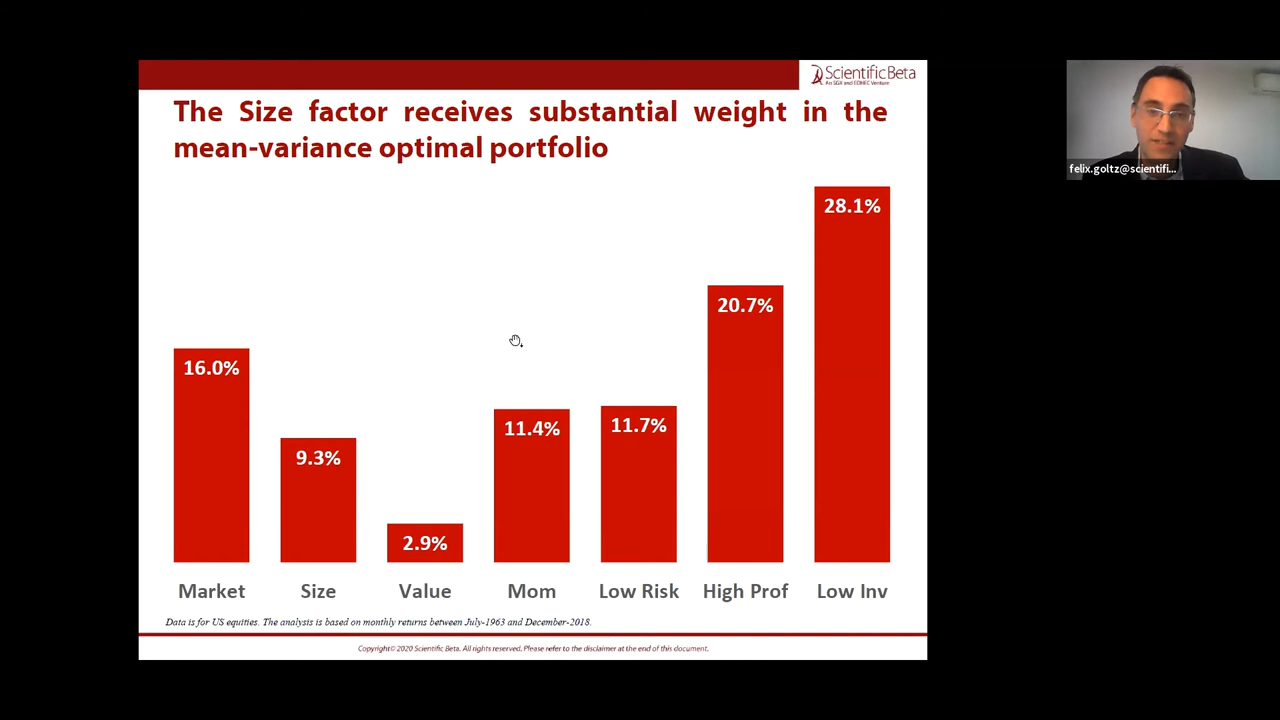 ScientificBeta
An SGX and EDHEC Venture
The Size factor receives substantial weight in the
mean-variance optimal portfolio
felix.goltz@scientifi...
28.1%
20.7%
16.0%
11.4%
11.7%
9.3%
2.9%
Market Size Value Mom Low Risk High Prof Low Inv
Data is for US equities. The analysis is based on monthly returns between July-1963 and December-2018.
Copyright© 2020 Scientific Beta. All rights reserved. Please refer to the disclaimer at the end of this document.